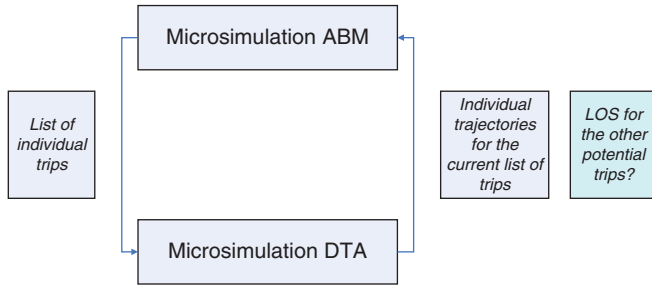 Microsimulation ABM
List of
individual
trips
Individual
trajectories
for the
current list of
trips
LOS for
the other
potential
trips?
Microsimulation DTA